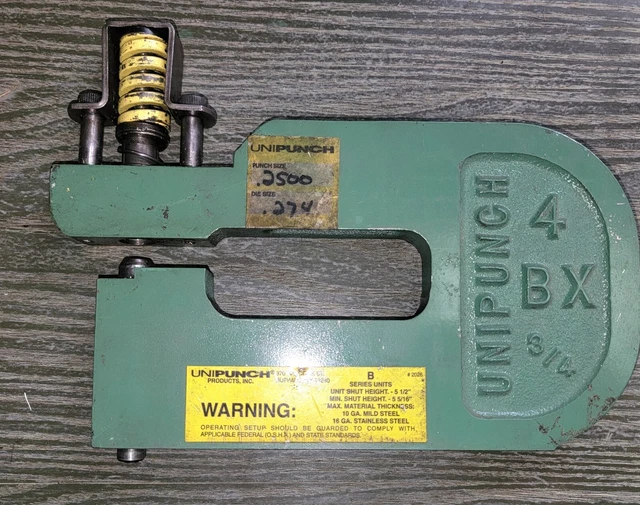 UNIPUNCH
PUNCH SIZE
.2500
DIE SIZE
.274
UNIPUNCH
4
BX
3/4
UNIPUNCH®
PRODUCTS, INC.
B
# 2026
SERIES UNITS
UNIT SHUT HEIGHT. - 5 1/2"
MIN. SHUT HEIGHT. - 5 5/16"
MAX. MATERIAL THICKNESS:
10 GA. MILD STEEL
16 GA. STAINLESS STEEL
WARNING:
OPERATING SETUP SHOULD BE GUARDED TO COMPLY WITH
APPLICABLE FEDERAL (O.S.H.A.) AND STATE STANDARDS.